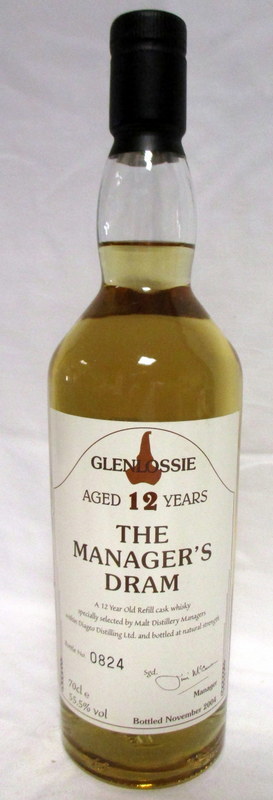 GLENLOSSIE
AGED 12 YEARS
THE
MANAGER'S
DRAM
A 12 Year Old Refill cask whisky
specially selected by Malt Distillery Managers
within Diageo Distilling Ltd. and bottled at natural strength
Bottle No. 0824
Sgd.
Manager
70cl e
55.5% vol
Bottled November 2004